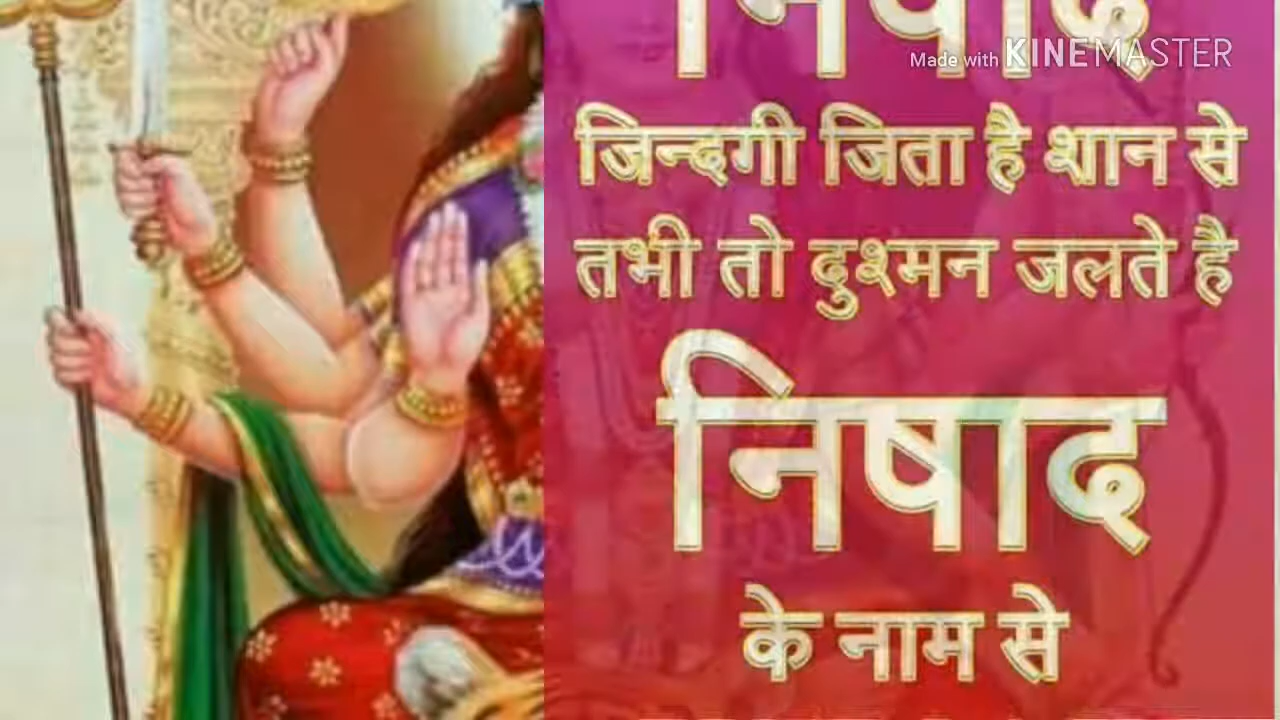 निषाद
Made with KINEMASTER
जिन्दगी जिता है शान से
तभी तो दुश्मन जलते है
निषाद
के नाम से